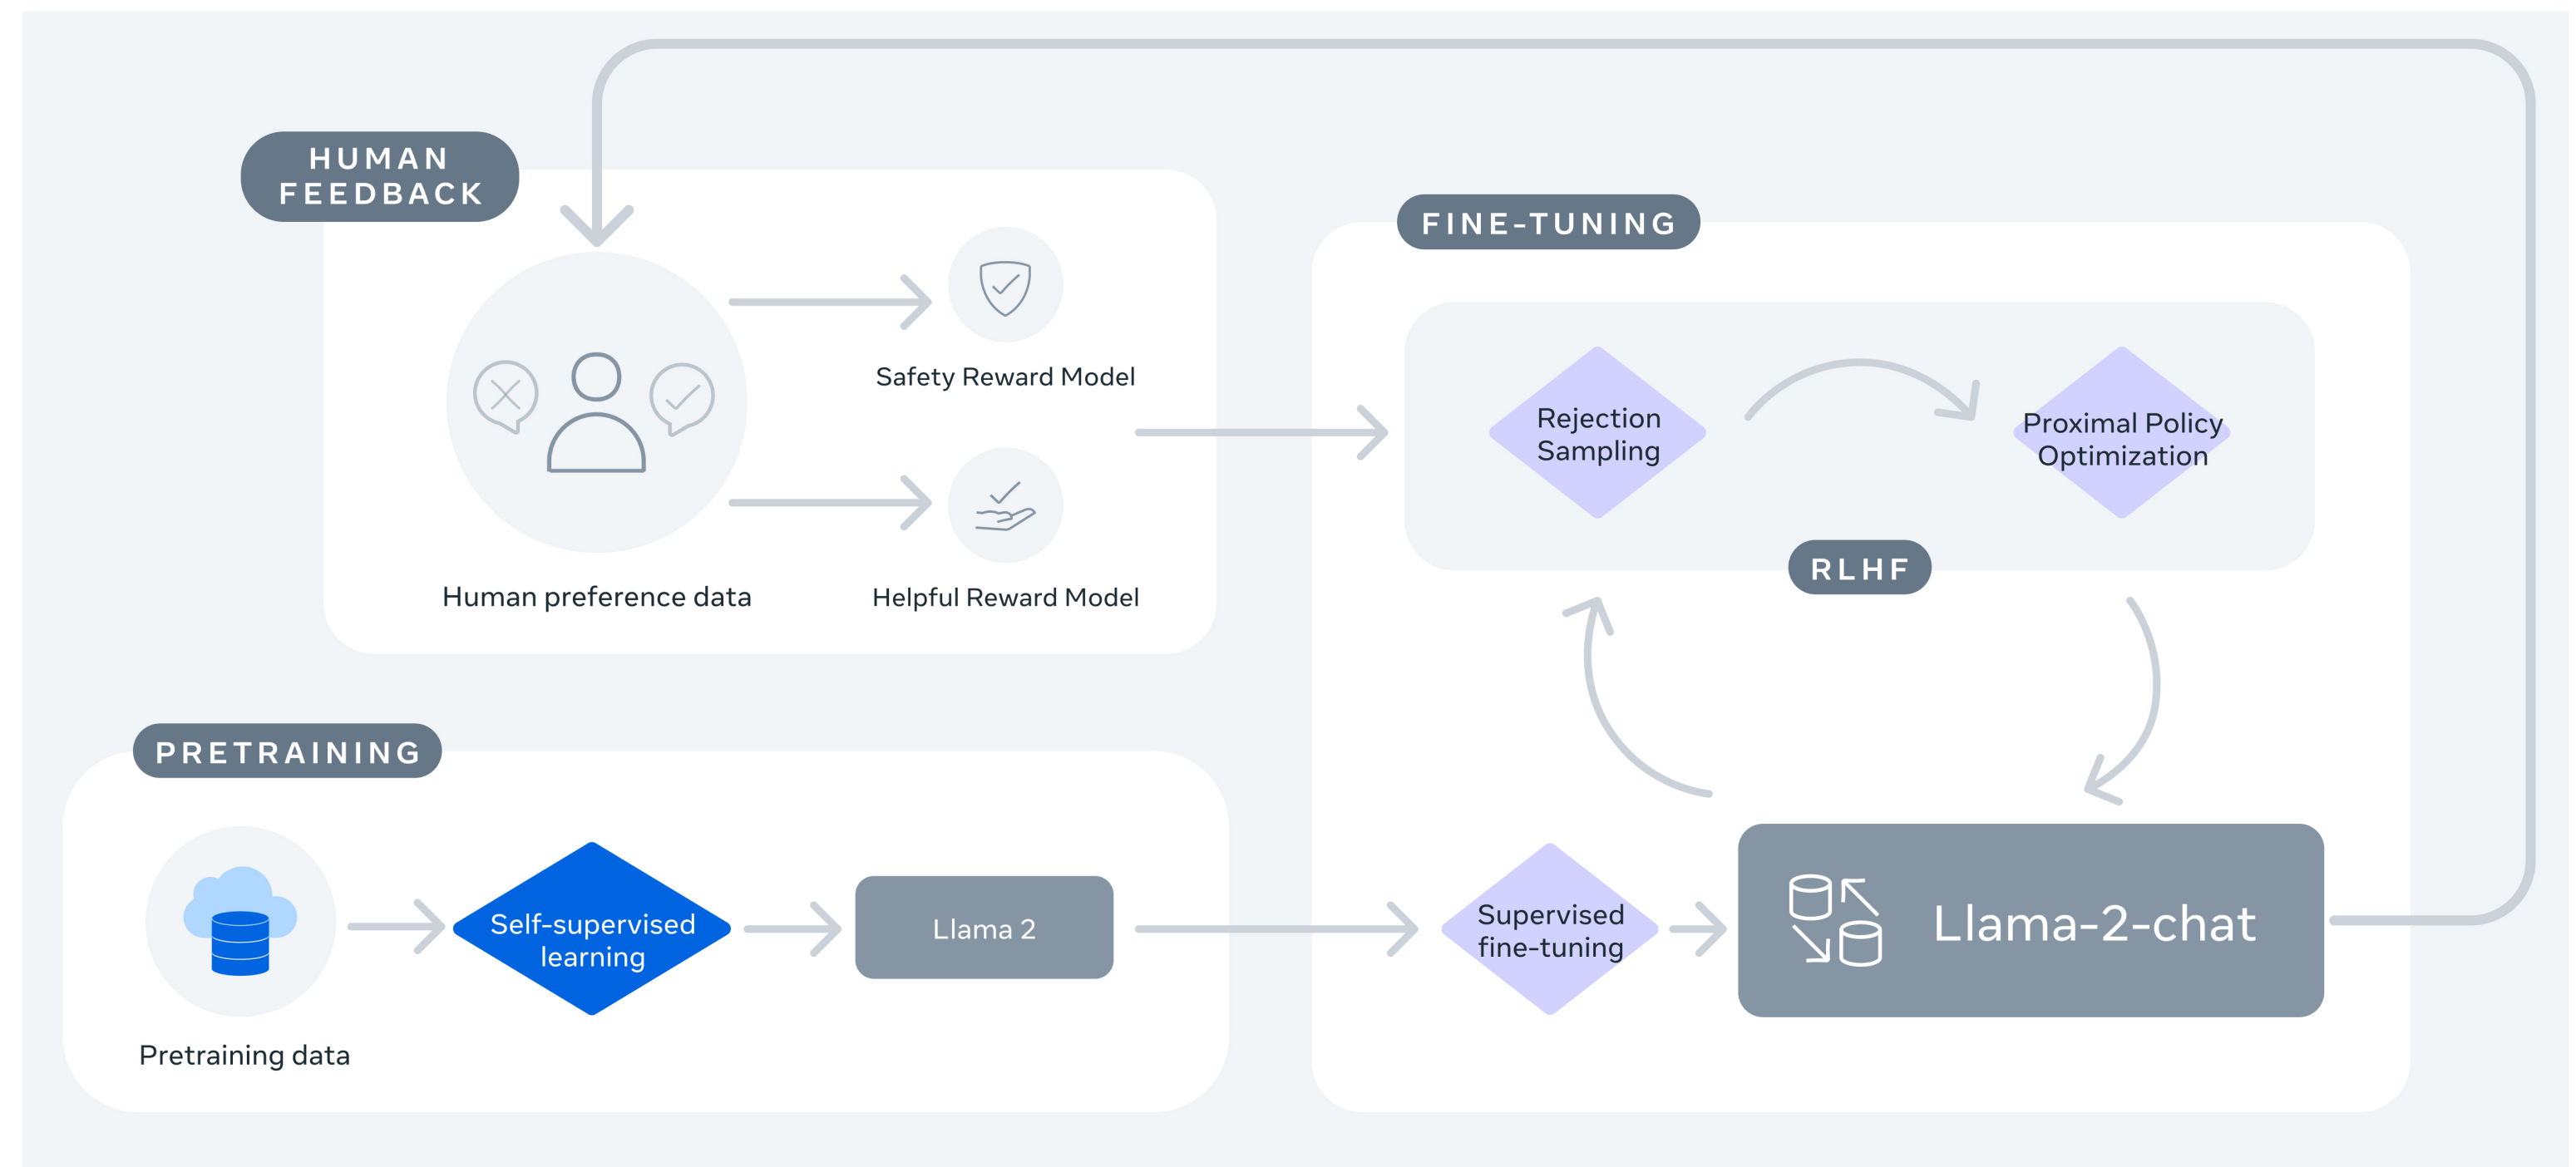 HUMAN
FEEDBACK
Safety Reward Model
Human preference data
Helpful Reward Model
FINE-TUNING
Rejection
Sampling
Proximal Policy
Optimization
RLHF
PRETRAINING
Self-supervised
learning
Llama 2
Pretraining data
Supervised
fine-tuning
Llama-2-chat